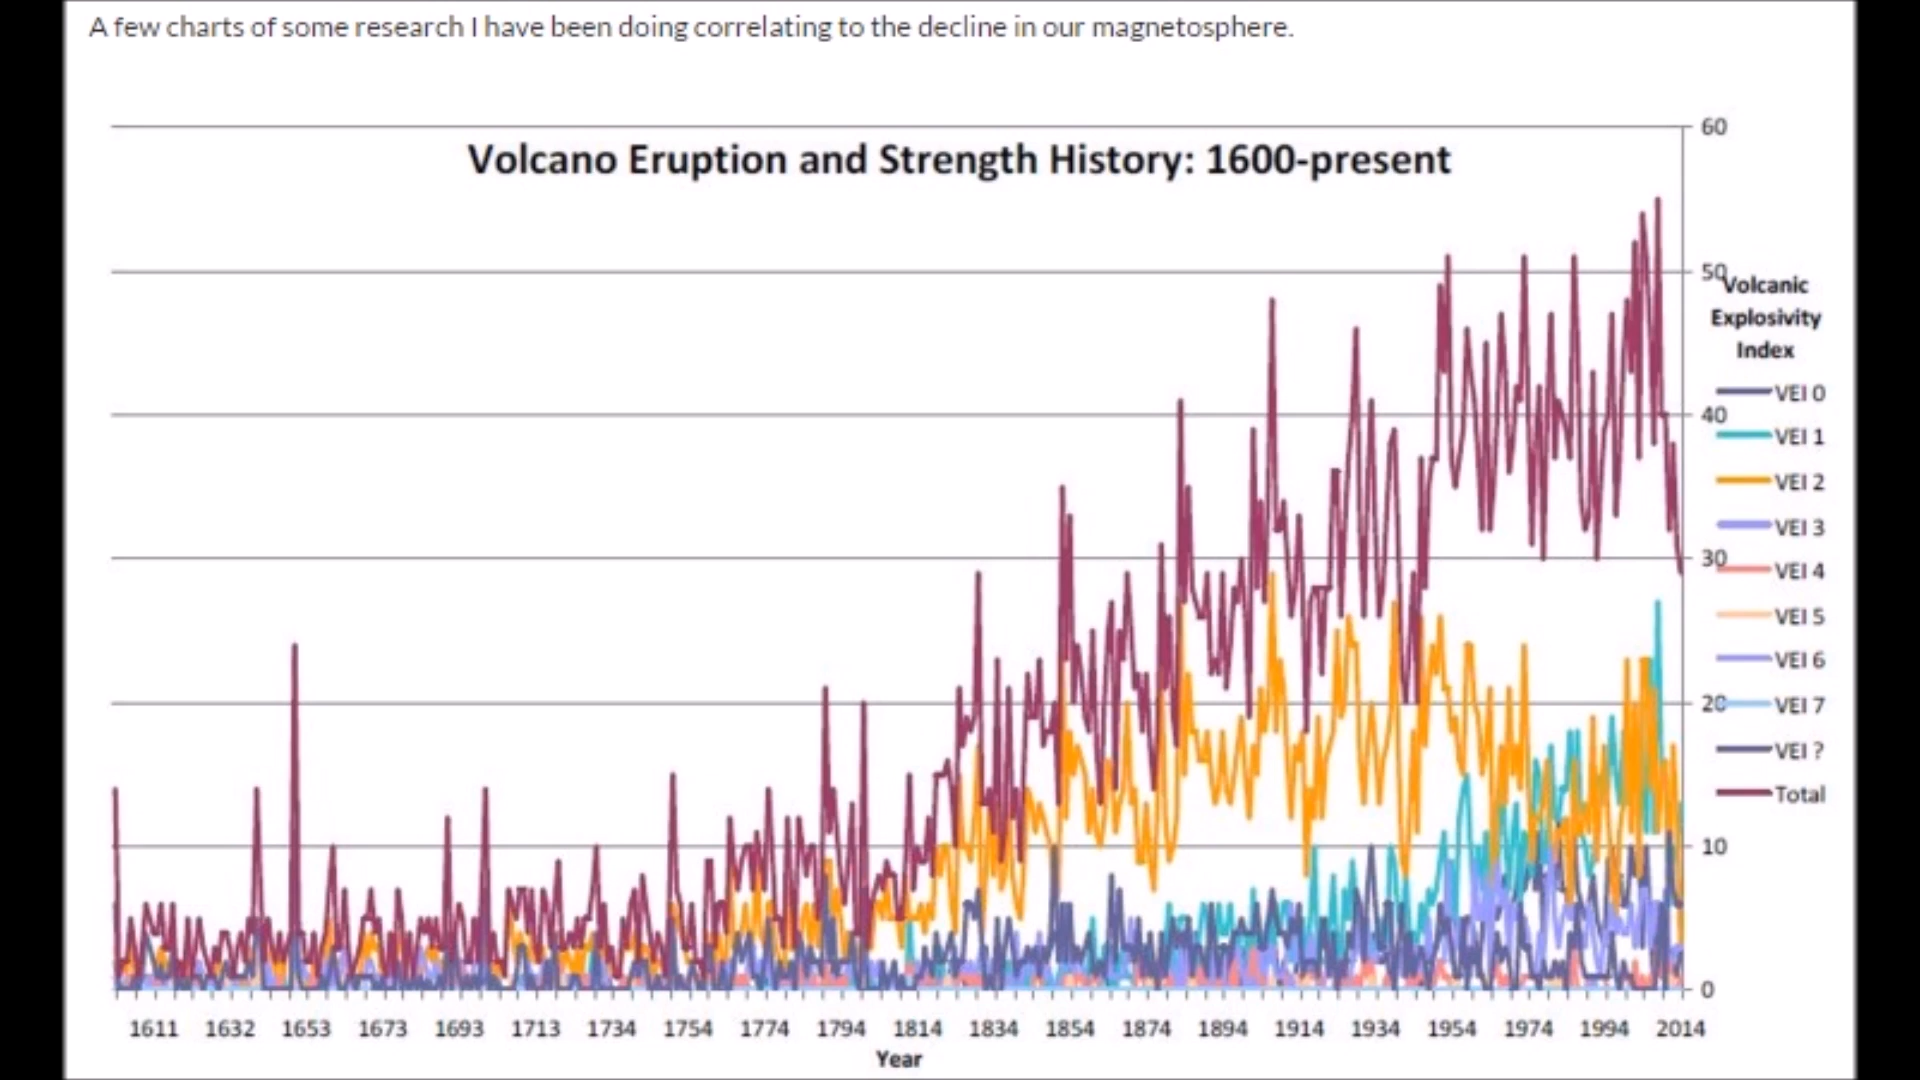 A few charts of some research I have been doing correlating to the decline in our magnetosphere.
Volcano Eruption and Strength History: 1600-present
60
50
40
30
20
10
0
Volcanic
Explosivity
Index
VEI 0
VEI 1
VEI 2
VEI 3
VEI 4
VEI 5
VEI 6
VEI 7
VEI ?
Total
1611 1632 1653 1673 1693 1713 1734 1754 1774 1794 1814 1834 1854 1874 1894 1914 1934 1954 1974 1994 2014
Year